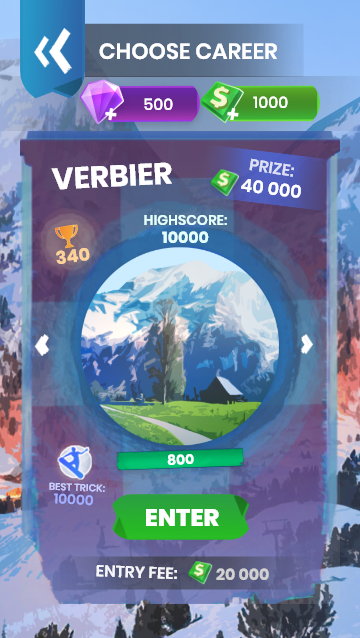 CHOOSE CAREER
500
$ 1000
VERBIER
PRIZE:
$ 40 000
340
HIGHSCORE:
10000
800
BEST TRICK:
10000
ENTER
ENTRY FEE: $ 20 000